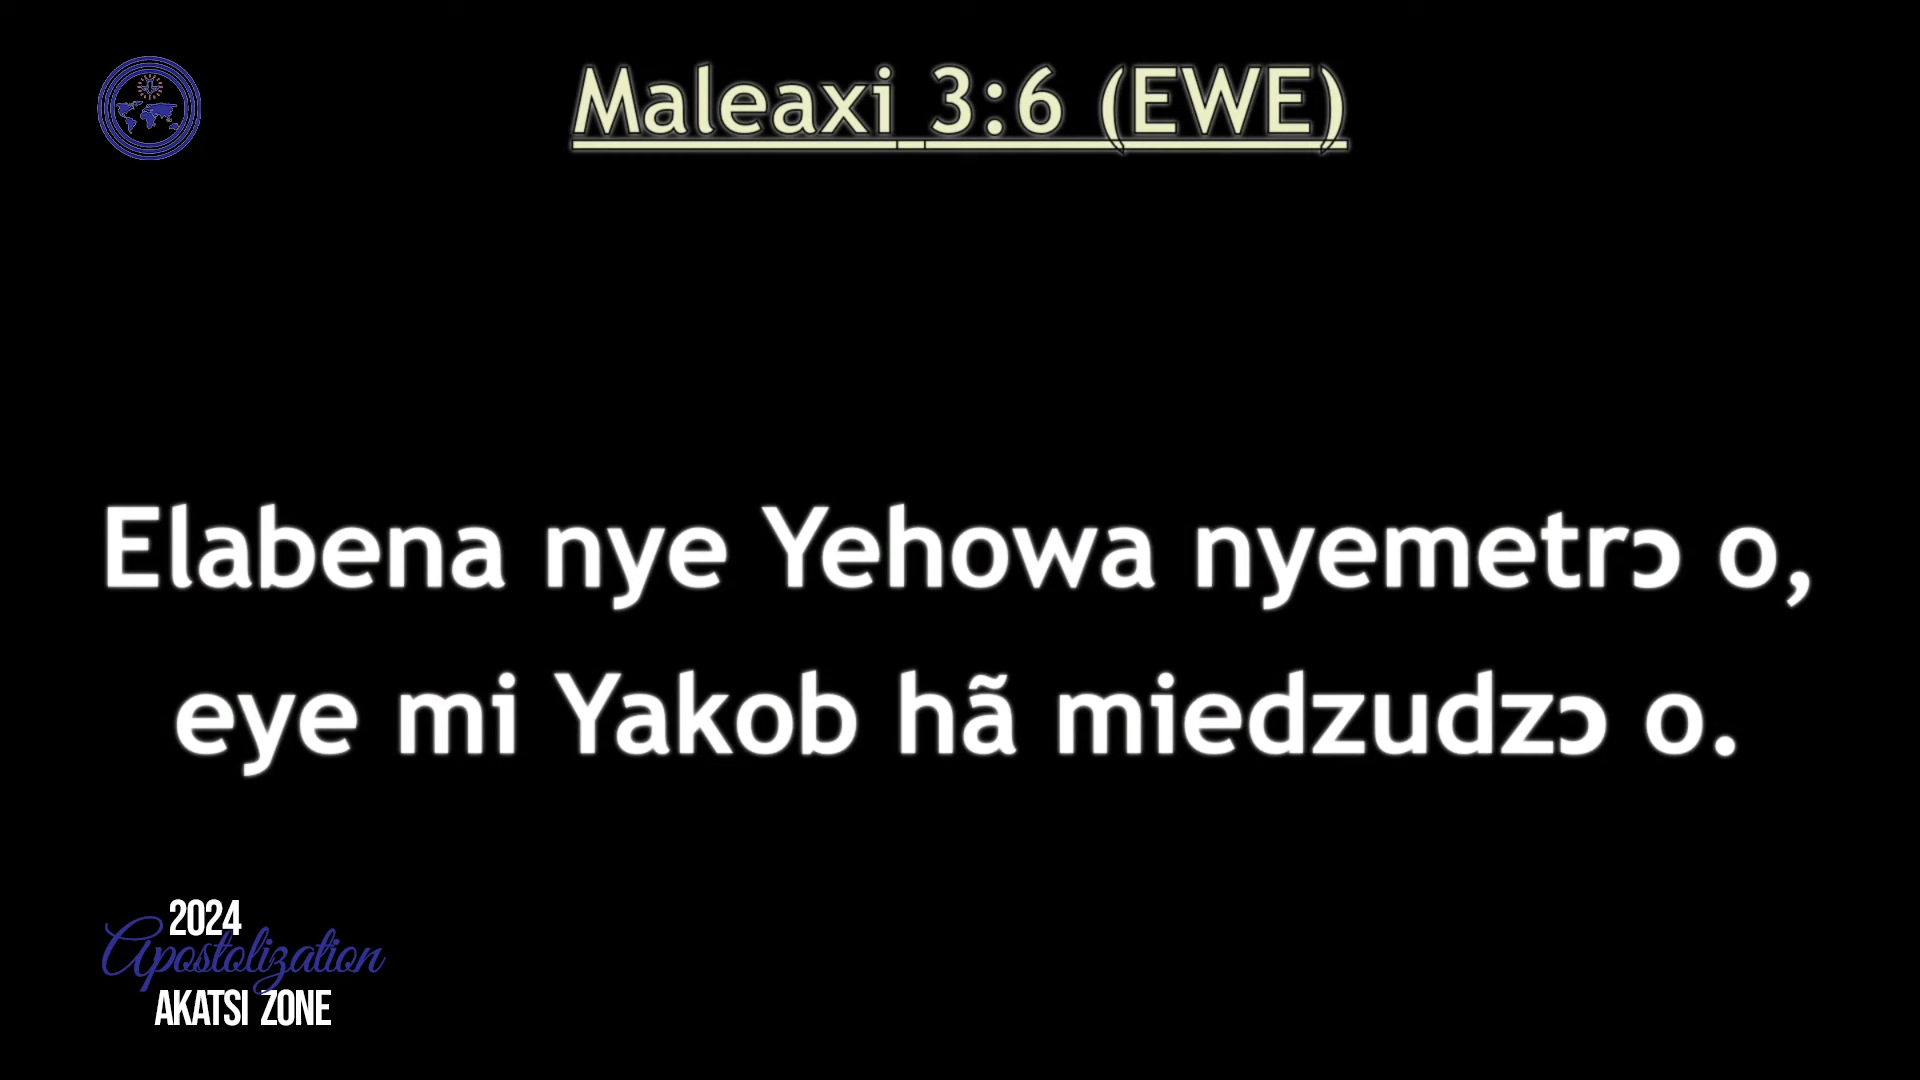 Maleaxi 3:6 (EWE)
Elabena nye Yehowa nyemetrɔ o,
eye mi Yakob hã miedzudzɔ o.
2024
Apostolization
AKATSI ZONE